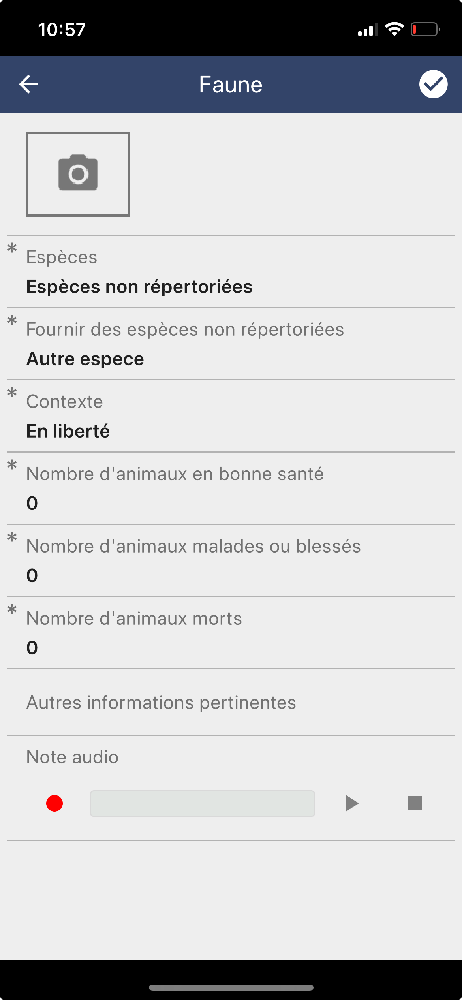 10:57
Faune
* Espèces
Espèces non répertoriées
* Fournir des espèces non répertoriées
Autre espece
* Contexte
En liberté
* Nombre d'animaux en bonne santé
0
* Nombre d'animaux malades ou blessés
0
* Nombre d'animaux morts
0
Autres informations pertinentes
Note audio